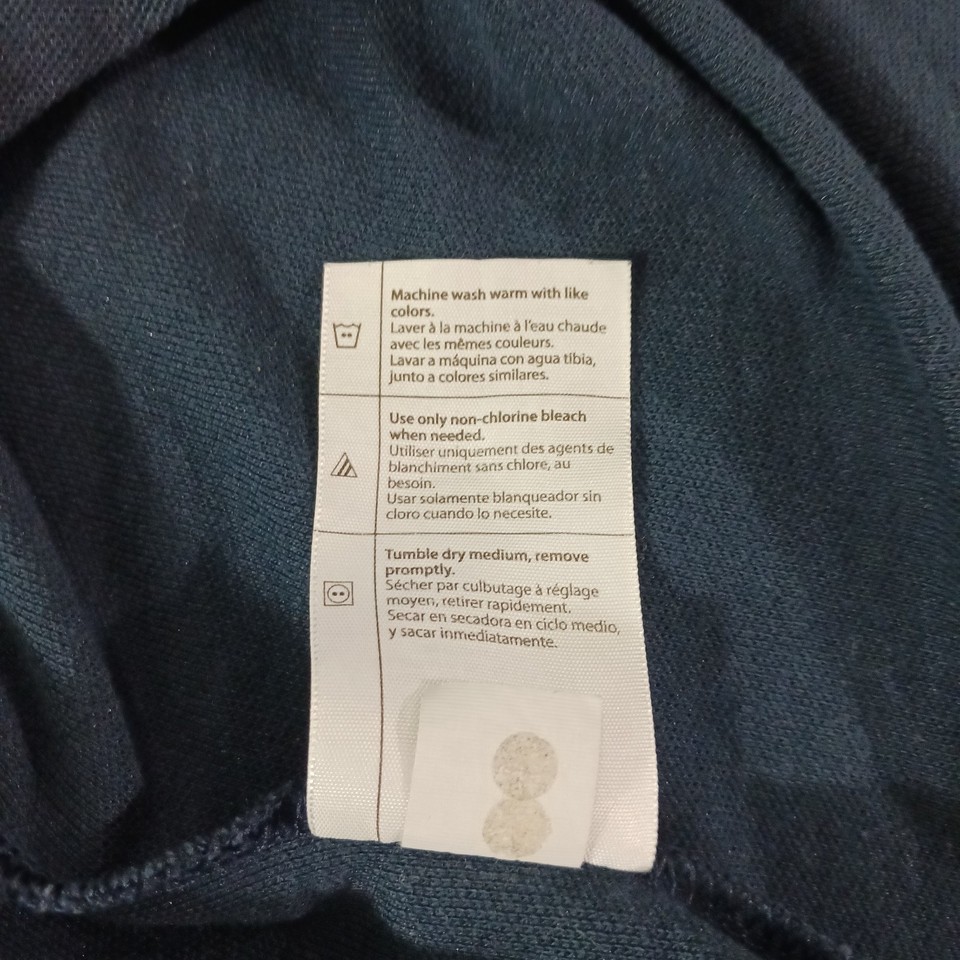 Machine wash warm with like
colors.
Laver à la machine à l'eau chaude
avec les mêmes couleurs.
Lavar a máquina con agua tibia,
junto a colores similares.
Use only non-chlorine bleach
when needed.
Utiliser uniquement des agents de
blanchiment sans chlore, au
besoin.
Usar solamente blanqueador sin
cloro cuando lo necesite.
Tumble dry medium, remove
promptly.
Sécher par culbutage à réglage
moyen, retirer rapidement.
Secar en secadora en ciclo medio,
y sacar inmediatamente.